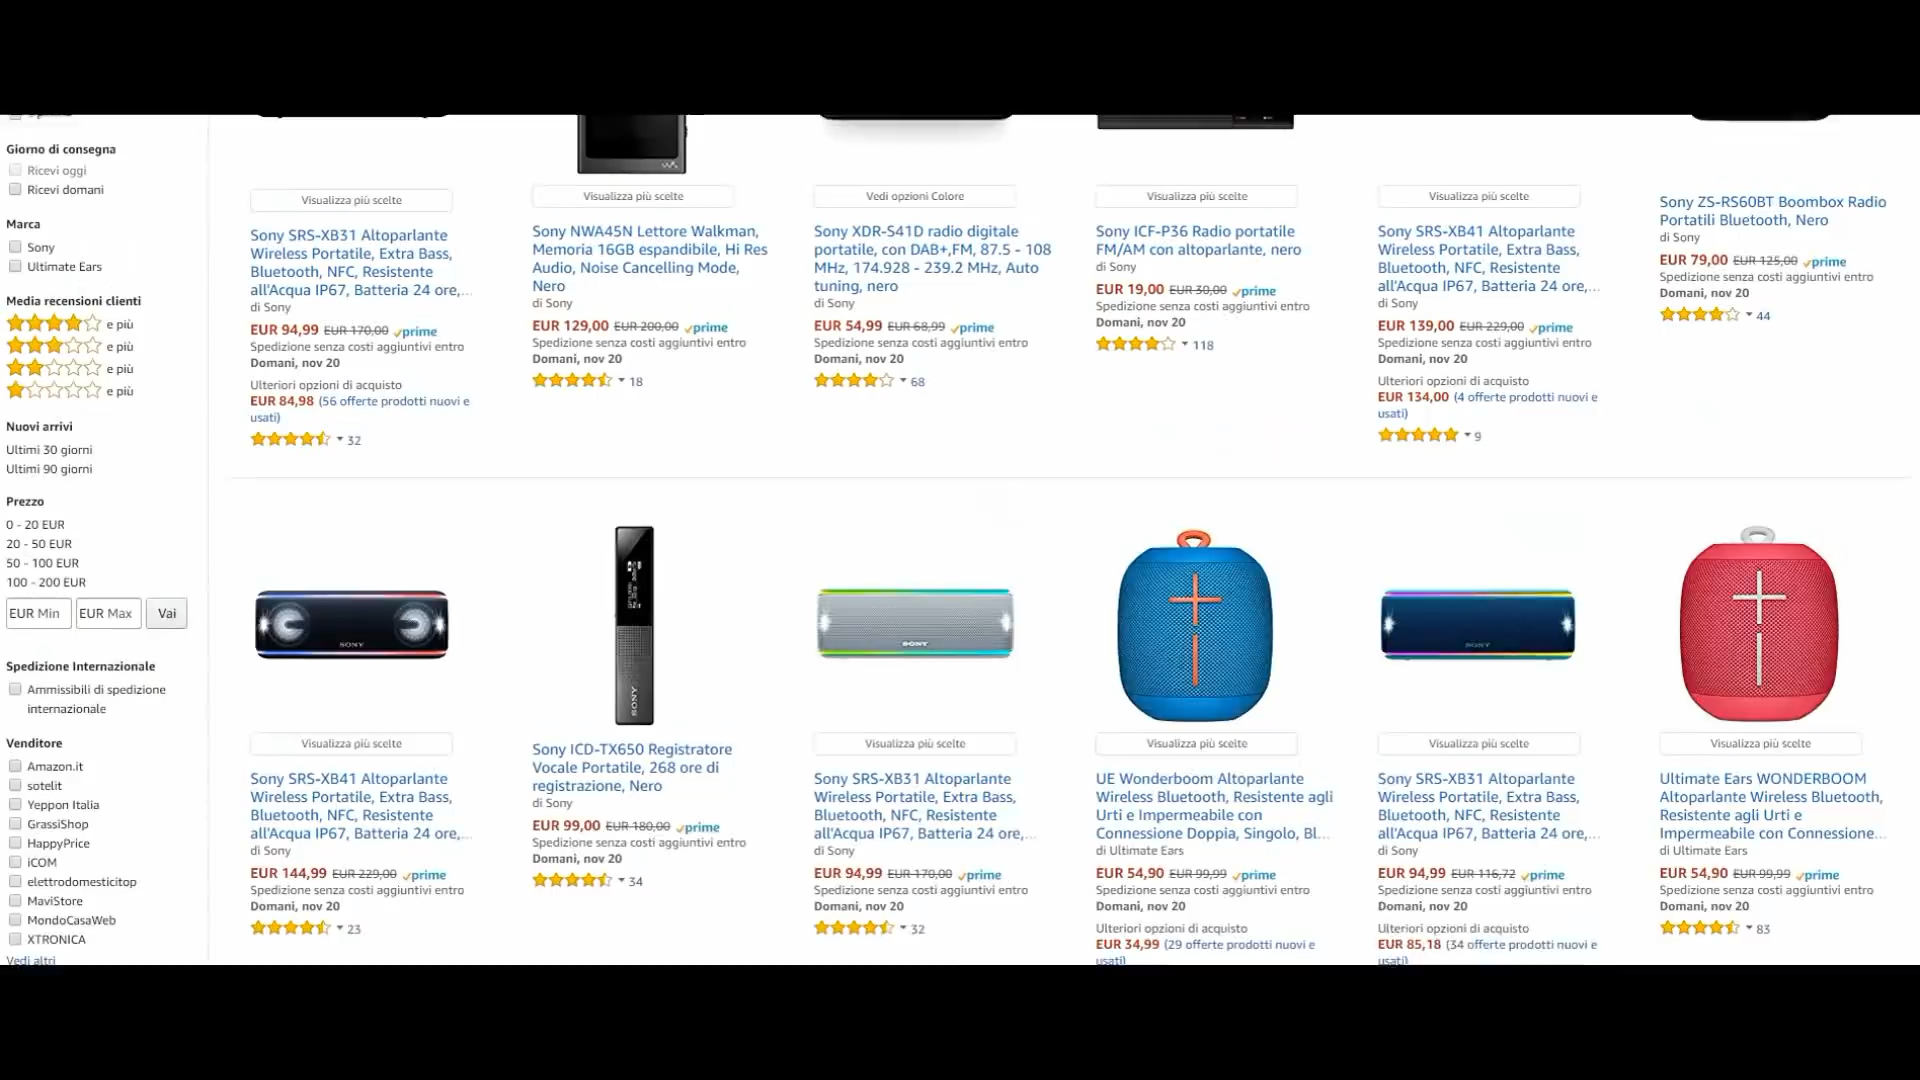 Giorno di consegna
Ricevi oggi
Ricevi domani
Marca
Sony
Ultimate Ears
Media recensioni clienti
e più
e più
e più
e più
Nuovi arrivi
Ultimi 30 giorni
Ultimi 90 giorni
Prezzo
0 - 20 EUR
20 - 50 EUR
50 - 100 EUR
100 - 200 EUR
EUR Min EUR Max Vai
Spedizione Internazionale
Ammissibili di spedizione
internazionale
Venditore
Amazon.it
sotelit
Yeppon Italia
GrassiShop
HappyPrice
iCOM
elettrodomesticitop
MaviStore
MondoCasaWeb
XTRONICA
Vedi altri
Visualizza più scelte
Sony SRS-XB31 Altoparlante
Wireless Portatile, Extra Bass,
Bluetooth, NFC, Resistente
all'Acqua IP67, Batteria 24 ore,...
di Sony
EUR 94,99 EUR 170,00 prime
Spedizione senza costi aggiuntivi entro
Domani, nov 20
Ulteriori opzioni di acquisto
EUR 84,98 (56 offerte prodotti nuovi e
usati)
32
Visualizza più scelte
Sony NWA45N Lettore Walkman,
Memoria 16GB espandibile, Hi Res
Audio, Noise Cancelling Mode,
Nero
di Sony
EUR 129,00 EUR 200,00 prime
Spedizione senza costi aggiuntivi entro
Domani, nov 20
18
Vedi opzioni Colore
Sony XDR-S41D radio digitale
portatile, con DAB+,FM, 87.5 - 108
MHz, 174.928 - 239.2 MHz, Auto
tuning, nero
di Sony
EUR 54,99 EUR 68,99 prime
Spedizione senza costi aggiuntivi entro
Domani, nov 20
68
Visualizza più scelte
Sony ICF-P36 Radio portatile
FM/AM con altoparlante, nero
di Sony
EUR 19,00 EUR 30,00 prime
Spedizione senza costi aggiuntivi entro
Domani, nov 20
118
Visualizza più scelte
Sony SRS-XB41 Altoparlante
Wireless Portatile, Extra Bass,
Bluetooth, NFC, Resistente
all'Acqua IP67, Batteria 24 ore,...
di Sony
EUR 139,00 EUR 229,00 prime
Spedizione senza costi aggiuntivi entro
Domani, nov 20
Ulteriori opzioni di acquisto
EUR 134,00 (4 offerte prodotti nuovi e
usati)
9
Sony ZS-RS60BT Boombox Radio
Portatili Bluetooth, Nero
di Sony
EUR 79,00 EUR 125,00 prime
Spedizione senza costi aggiuntivi entro
Domani, nov 20
44
SONY
Visualizza più scelte
Sony SRS-XB41 Altoparlante
Wireless Portatile, Extra Bass,
Bluetooth, NFC, Resistente
all'Acqua IP67, Batteria 24 ore,...
di Sony
EUR 144,99 EUR 229,00 prime
Spedizione senza costi aggiuntivi entro
Domani, nov 20
23
SONY
Sony ICD-TX650 Registratore
Vocale Portatile, 268 ore di
registrazione, Nero
di Sony
EUR 99,00 EUR 180,00 prime
Spedizione senza costi aggiuntivi entro
Domani, nov 20
34
SONY
Visualizza più scelte
Sony SRS-XB31 Altoparlante
Wireless Portatile, Extra Bass,
Bluetooth, NFC, Resistente
all'Acqua IP67, Batteria 24 ore,...
di Sony
EUR 94,99 EUR 170,00 prime
Spedizione senza costi aggiuntivi entro
Domani, nov 20
32
Visualizza più scelte
UE Wonderboom Altoparlante
Wireless Bluetooth, Resistente agli
Urti e Impermeabile con
Connessione Doppia, Singolo, Bl...
di Ultimate Ears
EUR 54,90 EUR 99,99 prime
Spedizione senza costi aggiuntivi entro
Domani, nov 20
Ulteriori opzioni di acquisto
EUR 34,99 (29 offerte prodotti nuovi e
usati)
SONY
Visualizza più scelte
Sony SRS-XB31 Altoparlante
Wireless Portatile, Extra Bass,
Bluetooth, NFC, Resistente
all'Acqua IP67, Batteria 24 ore,...
di Sony
EUR 94,99 EUR 116,72 prime
Spedizione senza costi aggiuntivi entro
Domani, nov 20
Ulteriori opzioni di acquisto
EUR 85,18 (34 offerte prodotti nuovi e
usati)
Visualizza più scelte
Ultimate Ears WONDERBOOM
Altoparlante Wireless Bluetooth,
Resistente agli Urti e
Impermeabile con Connessione...
di Ultimate Ears
EUR 54,90 EUR 99,99 prime
Spedizione senza costi aggiuntivi entro
Domani, nov 20
83